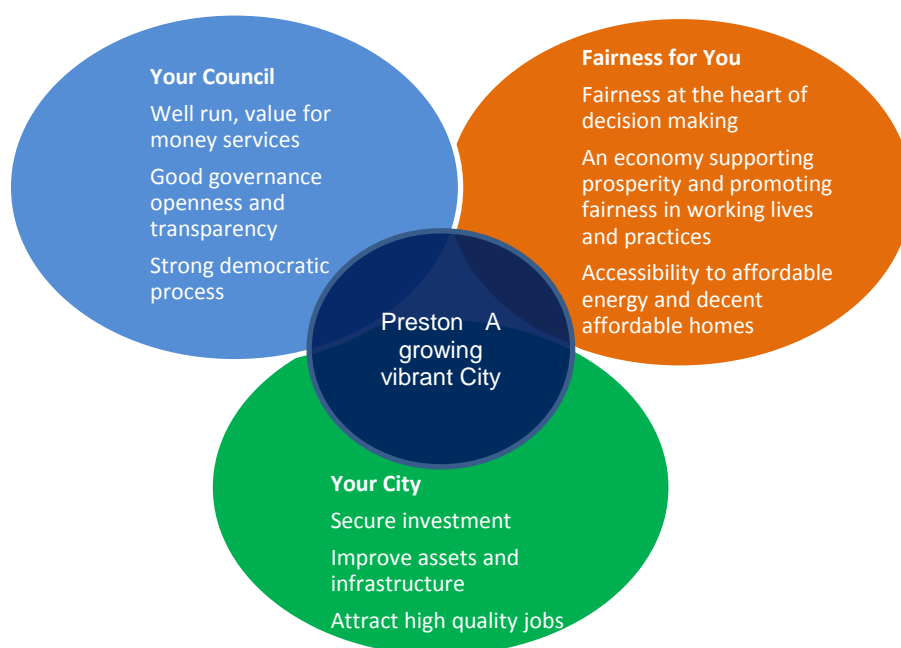 Your Council
Well run, value for
money services
Good governance
openness and
transparency
Strong democratic
process
Fairness for You
Fairness at the heart of
decision making
An economy supporting
prosperity and promoting
fairness in working lives
and practices
Accessibility to affordable
energy and decent
affordable homes
Preston A
growing
vibrant City
Your City
Secure investment
Improve assets and
infrastructure
Attract high quality jobs